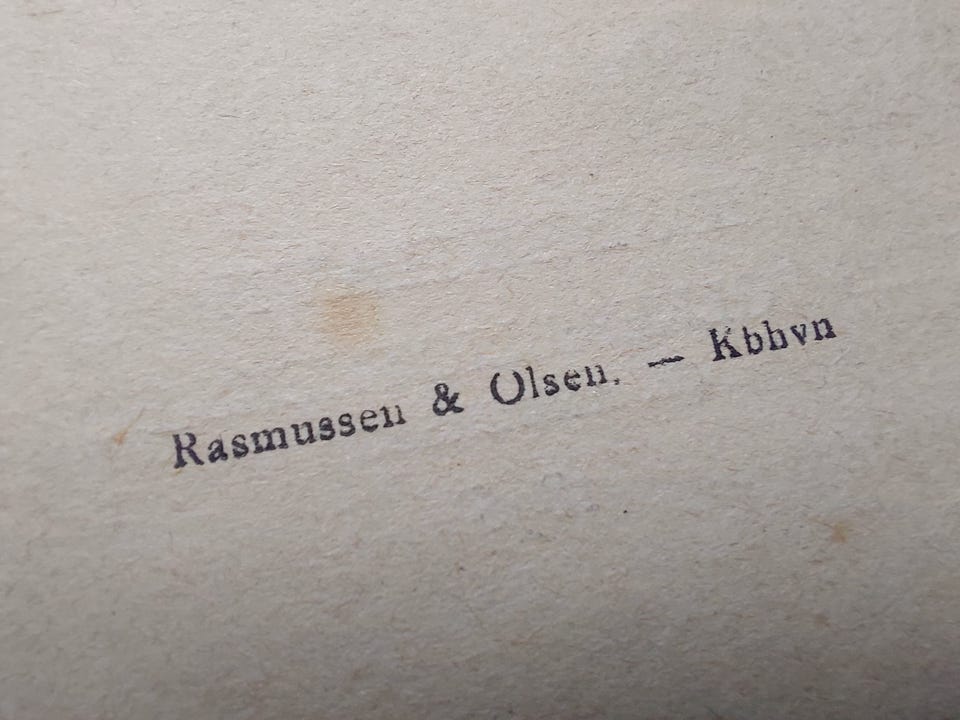 Rasmussen & Olsen. — Kbhvn